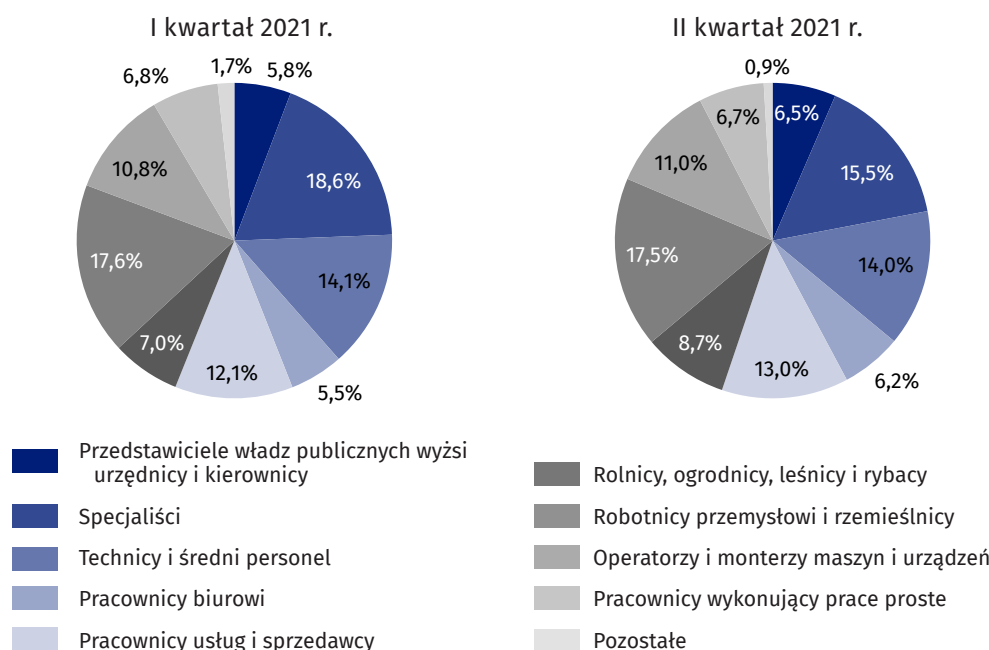 I kwartał 2021 r.
1,7%
5,8%
18,6%
14,1%
5,5%
12,1%
7,0%
17,6%
10,8%
6,8%
II kwartał 2021 r.
0,9%
6,5%
15,5%
14,0%
6,2%
13,0%
8,7%
17,5%
11,0%
6,7%
Przedstawiciele władz publicznych wyżsi
urzędnicy i kierownicy
Specjaliści
Technicy i średni personel
Pracownicy biurowi
Pracownicy usług i sprzedawcy
Rolnicy, ogrodnicy, leśnicy i rybacy
Robotnicy przemysłowi i rzemieślnicy
Operatorzy i monterzy maszyn i urządzeń
Pracownicy wykonujący prace proste
Pozostałe